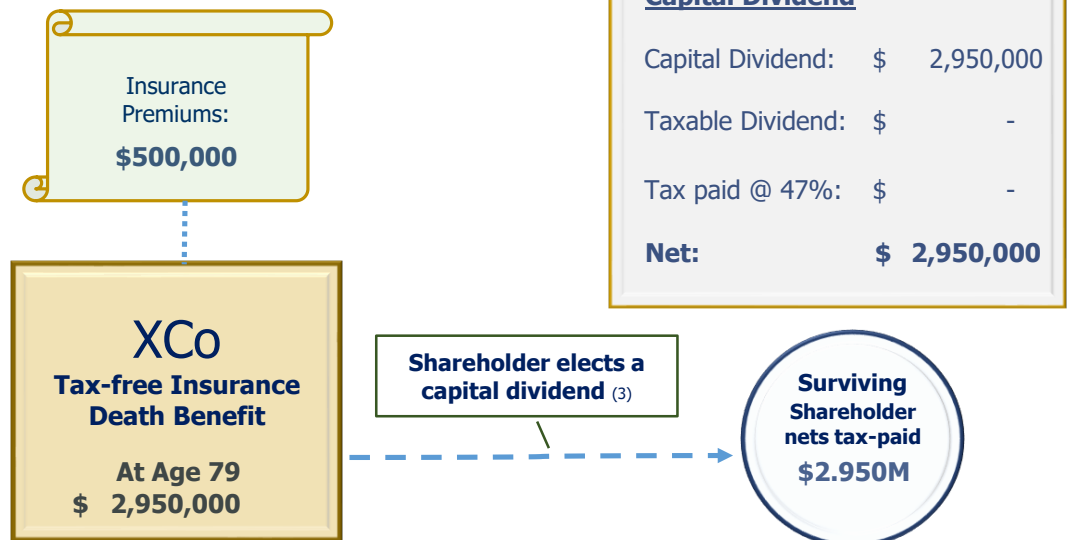 Capital Dividend
Capital Dividend: $ 2,950,000
Taxable Dividend: $ -
Tax paid @ 47%: $ -
Net: $ 2,950,000
Insurance
Premiums:
$500,000
XCo
Tax-free Insurance
Death Benefit
At Age 79
$ 2,950,000
Shareholder elects a
capital dividend (3)
Surviving
Shareholder
nets tax-paid
$2.950M